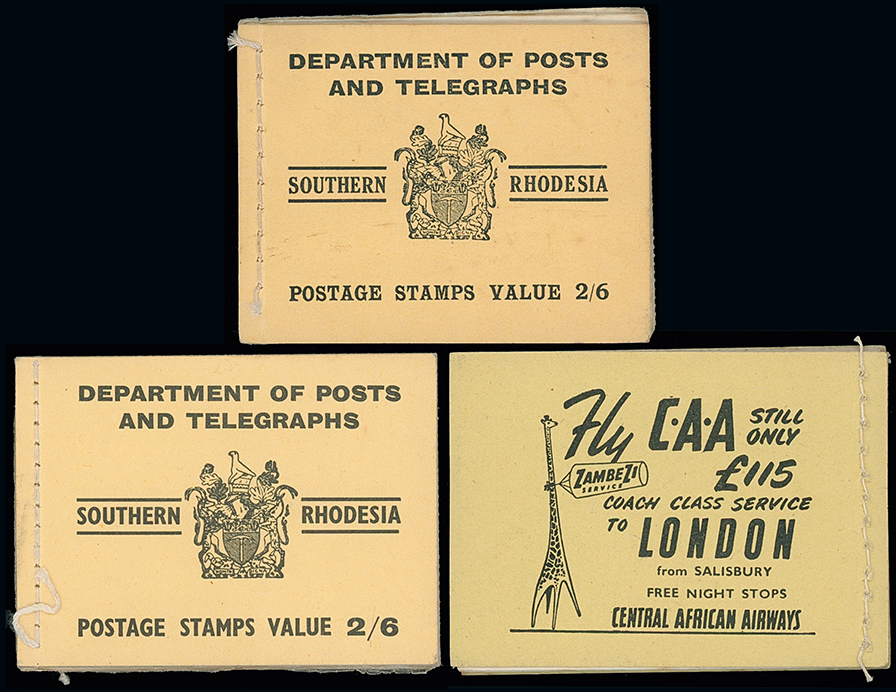 DEPARTMENT OF POSTS
AND TELEGRAPHS
SOUTHERN RHODESIA
POSTAGE STAMPS VALUE 2/6
DEPARTMENT OF POSTS
AND TELEGRAPHS
SOUTHERN RHODESIA
POSTAGE STAMPS VALUE 2/6
Fly C·A·A STILL
ONLY
£115
ZAMBEZI
SERVICE
COACH CLASS SERVICE
TO LONDON
from SALISBURY
FREE NIGHT STOPS
CENTRAL AFRICAN AIRWAYS